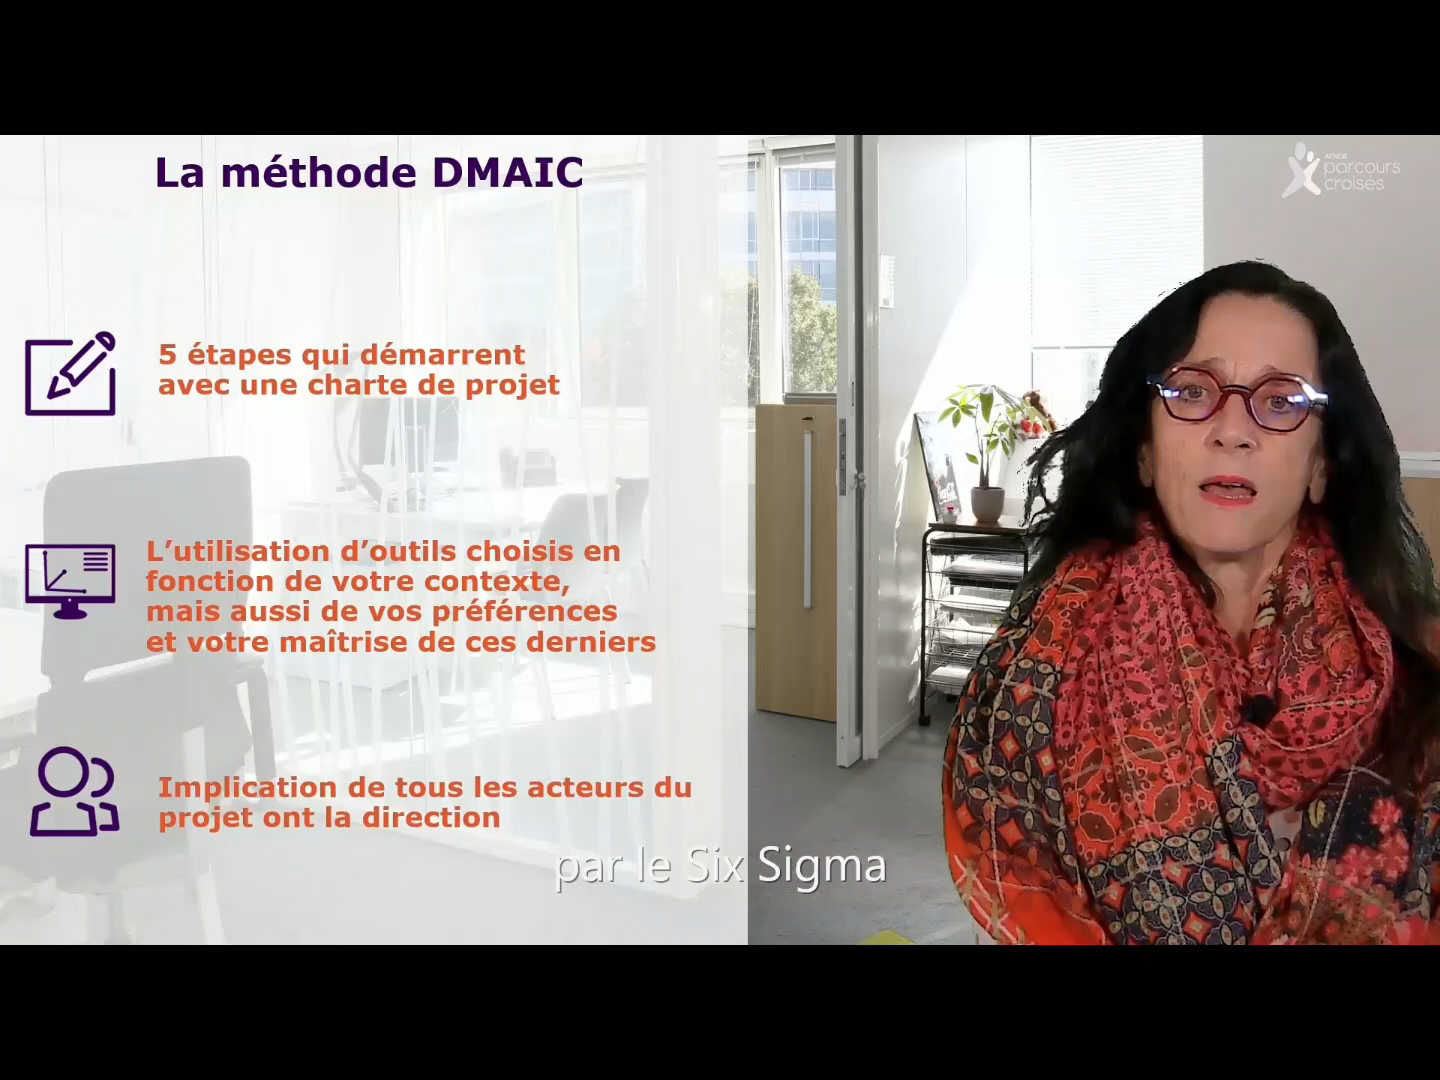 La méthode DMAIC
AFNOR
parcours
croisés
5 étapes qui démarrent
avec une charte de projet
L’utilisation d’outils choisis en
fonction de votre contexte,
mais aussi de vos préférences
et votre maîtrise de ces derniers
Implication de tous les acteurs du
projet ont la direction
par le Six Sigma